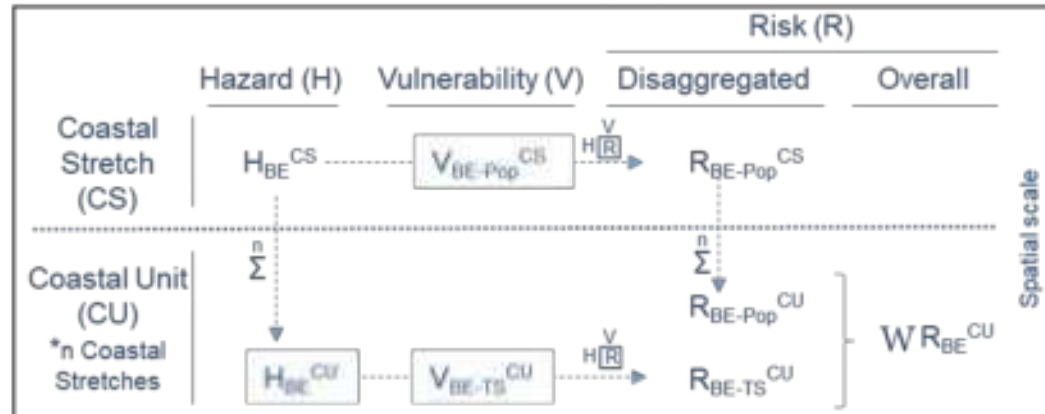 Risk (R)
Hazard (H) Vulnerability (V) Disaggregated Overall
Coastal
Stretch
(CS)
H_BE^CS V_BE-Pop^CS V
H R R_BE-Pop^CS
n
Σ
n
Σ
Coastal Unit
(CU)
*n Coastal
Stretches
R_BE-Pop^CU
W R_BE^CU
H_BE^CU V_BE-TS^CU V
H R R_BE-TS^CU
Spatial scale